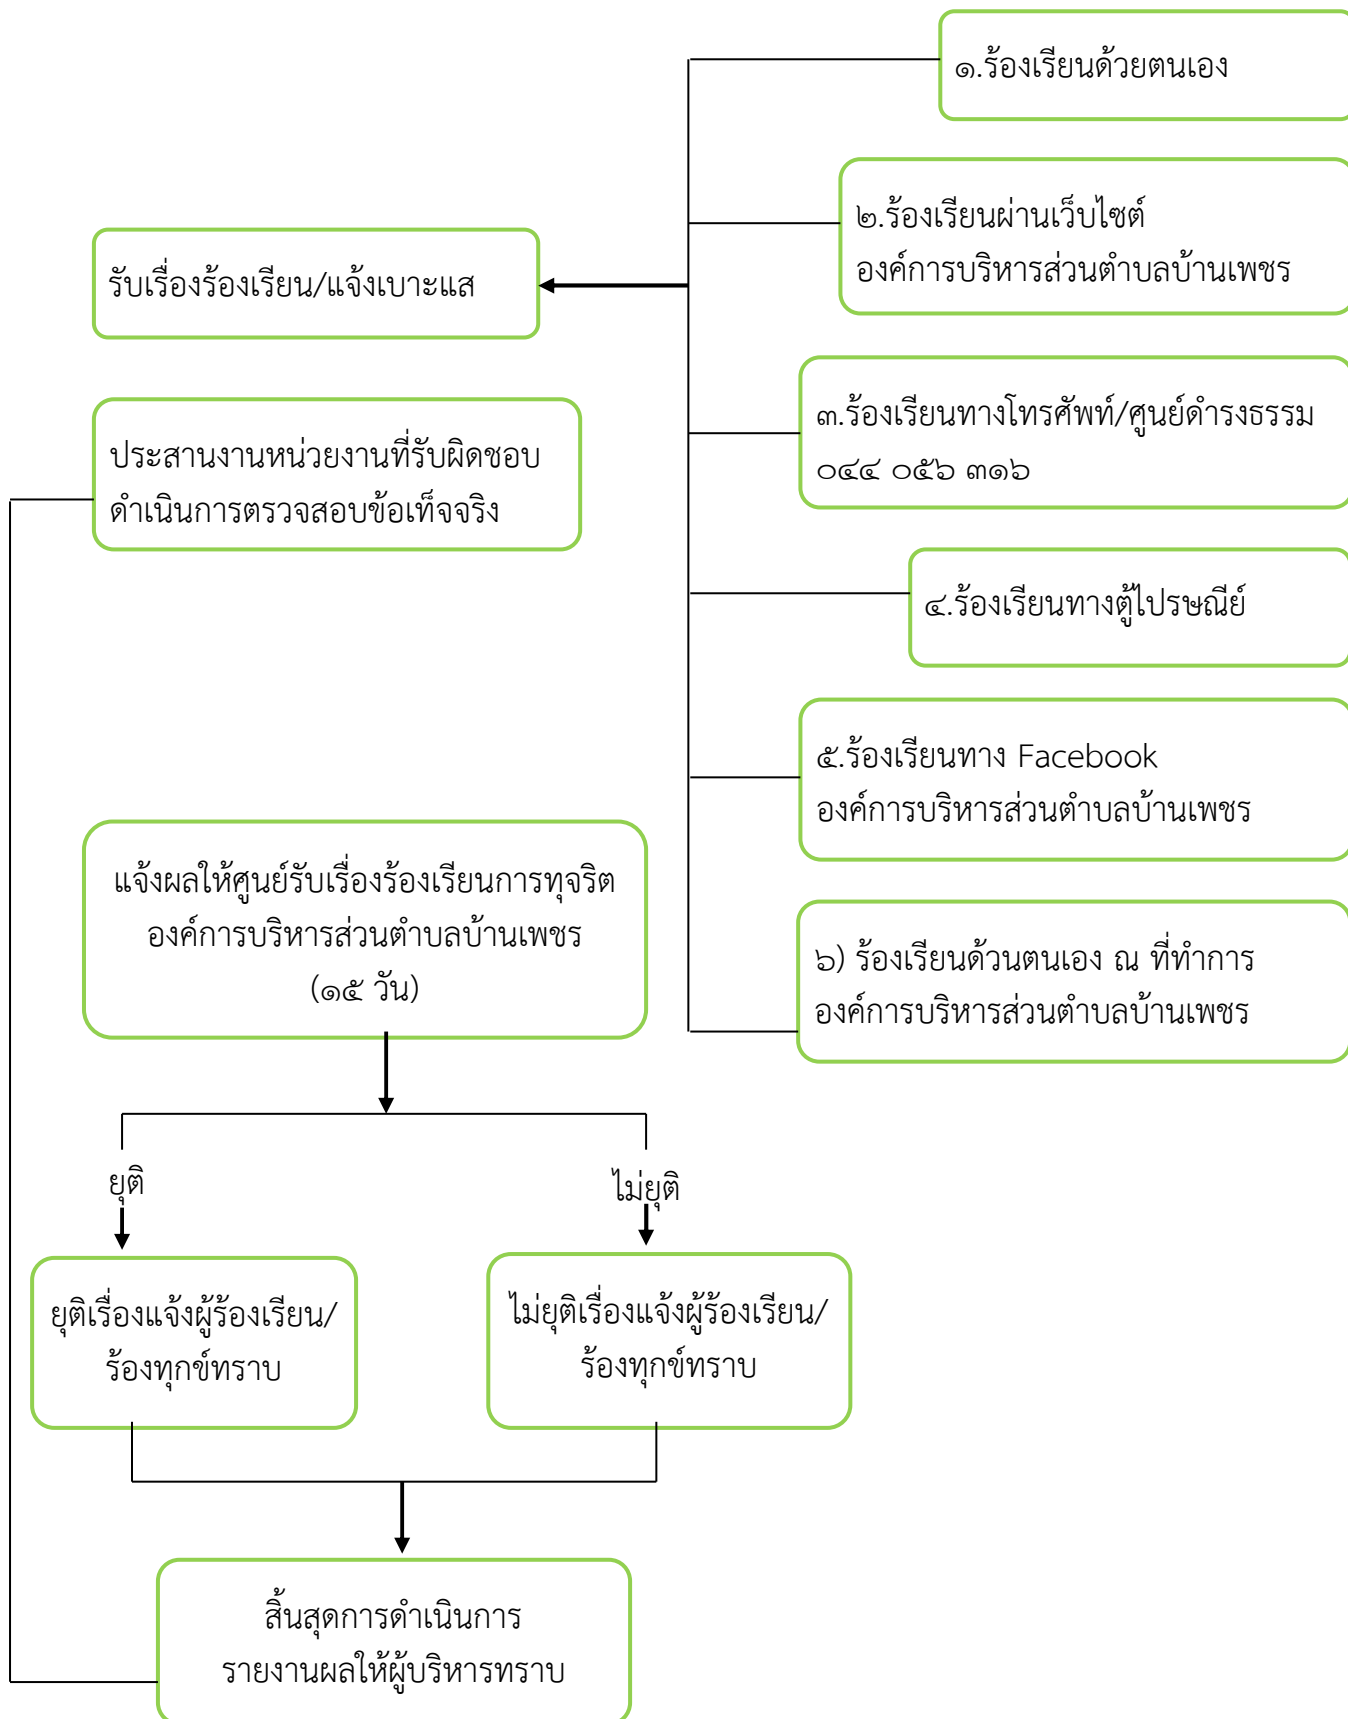 ๑.ร้องเรียนด้วยตนเอง
๒.ร้องเรียนผ่านเว็บไซต์
องค์การบริหารส่วนตำบลบ้านเพชร
รับเรื่องร้องเรียน/แจ้งเบาะแส
๓.ร้องเรียนทางโทรศัพท์/ศูนย์ดำรงธรรม
๐๔๔ ๐๕๖ ๓๑๖
ประสานงานหน่วยงานที่รับผิดชอบ
ดำเนินการตรวจสอบข้อเท็จจริง
๔.ร้องเรียนทางตู้ไปรษณีย์
๕.ร้องเรียนทาง Facebook
องค์การบริหารส่วนตำบลบ้านเพชร
แจ้งผลให้ศูนย์รับเรื่องร้องเรียนการทุจริต
องค์การบริหารส่วนตำบลบ้านเพชร
(๑๕ วัน)
๖) ร้องเรียนด้วนตนเอง ณ ที่ทำการ
องค์การบริหารส่วนตำบลบ้านเพชร
ยุติ
ไม่ยุติ
ยุติเรื่องแจ้งผู้ร้องเรียน/
ร้องทุกข์ทราบ
ไม่ยุติเรื่องแจ้งผู้ร้องเรียน/
ร้องทุกข์ทราบ
สิ้นสุดการดำเนินการ
รายงานผลให้ผู้บริหารทราบ